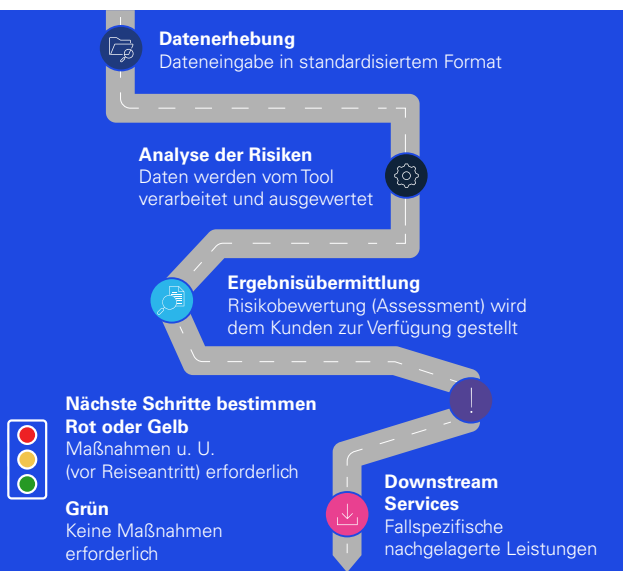 Datenerhebung
Dateneingabe in standardisiertem Format
Analyse der Risiken
Daten werden vom Tool
verarbeitet und ausgewertet
Ergebnisübermittlung
Risikobewertung (Assessment) wird
dem Kunden zur Verfügung gestellt
Nächste Schritte bestimmen
Rot oder Gelb
Maßnahmen u. U.
(vor Reiseantritt) erforderlich
Grün
Keine Maßnahmen
erforderlich
!
Downstream
Services
Fallspezifische
nachgelagerte Leistungen